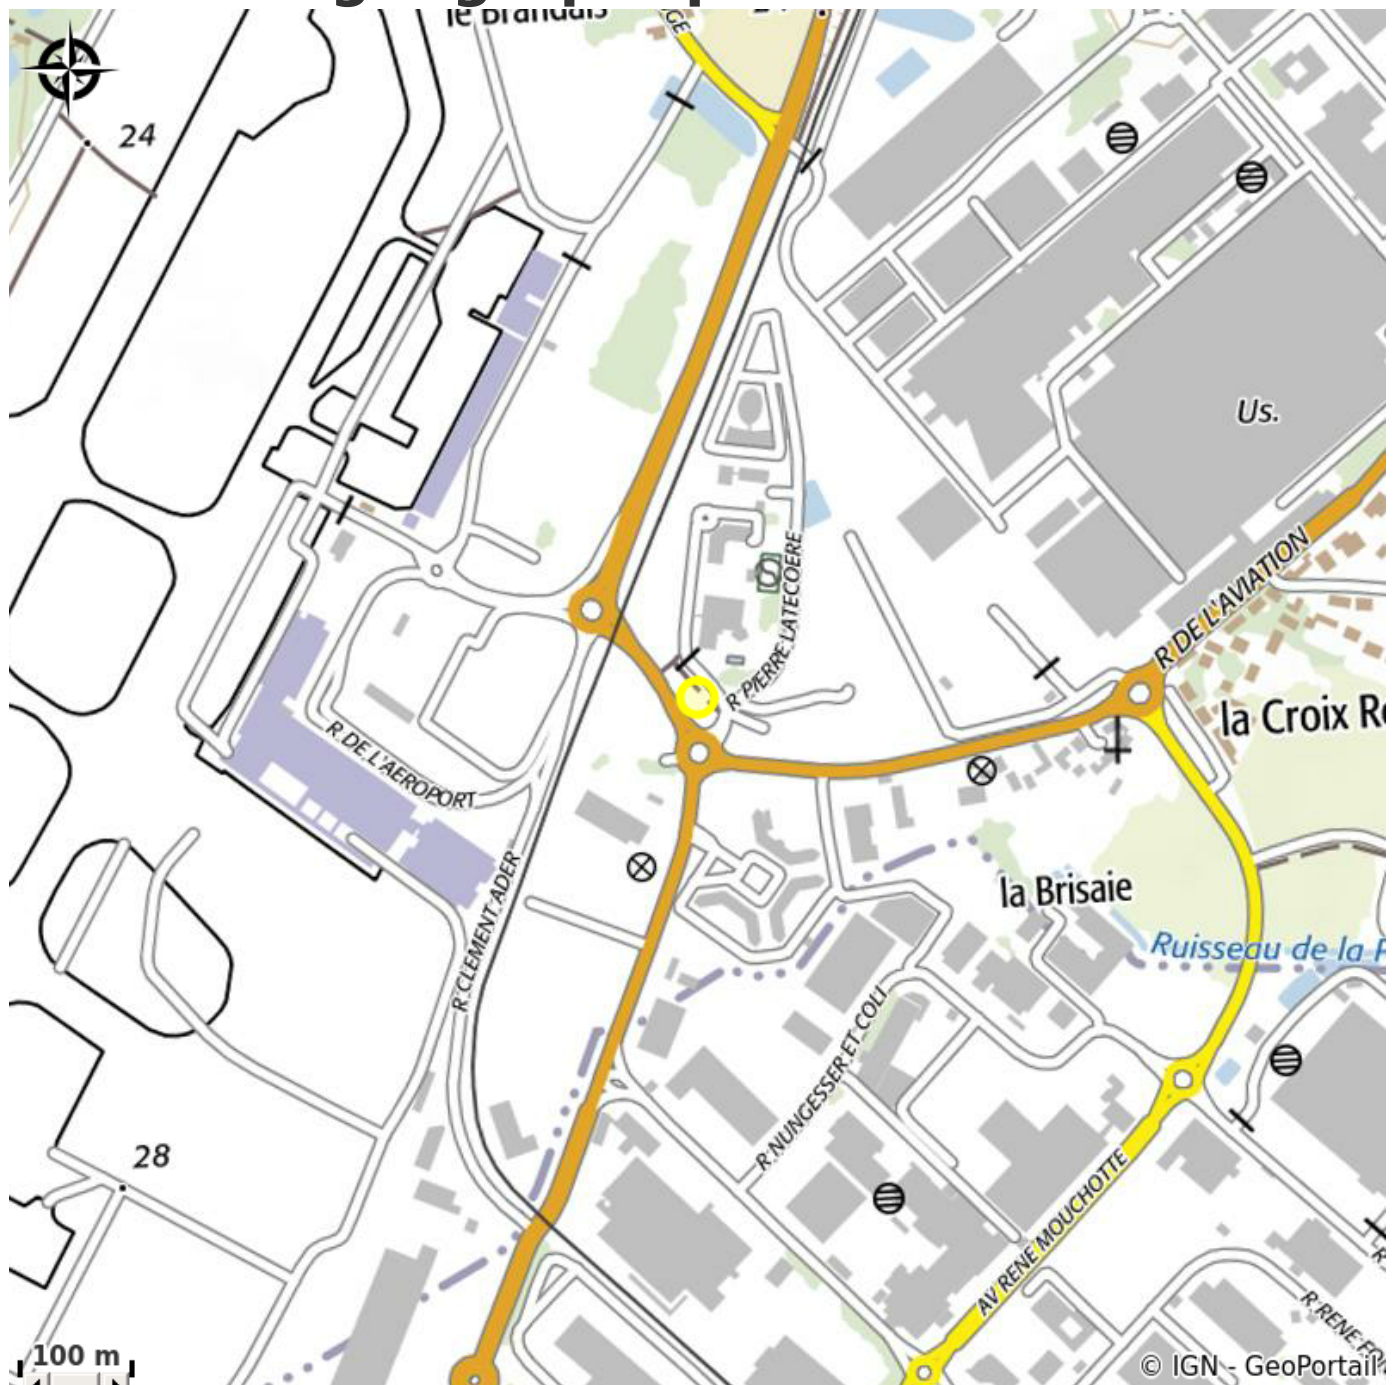 le Brandais
24
Us.
R DE L'AVIATION
R PIERRE LATECOERE
la Croix R
R DE L'AEROPORT
R CLEMENT ADER
la Brisaie
Ruisseau de la
R NUNGESSER ET COLI
28
AV RENE MOUCHOTTE
R RENE FO
100 m
© IGN - GeoPortail